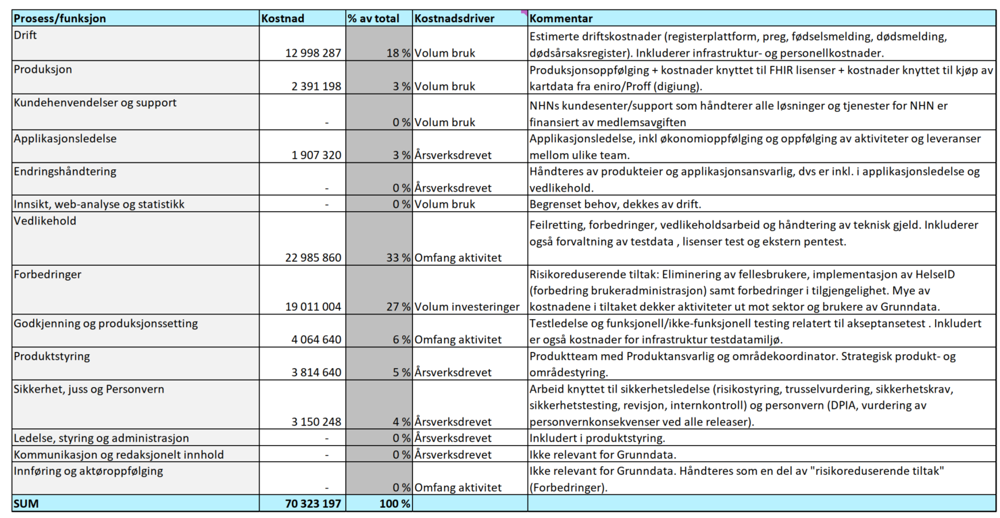 Prosess/funksjon Kostnad % av total Kostnadsdriver Kommentar
Drift
Estimerte driftskostnader (registerplattform, preg, fødselsmelding, dødsmelding,
12 998 287 18 % Volum bruk dødsårsaksregister). Inkluderer infrastruktur- og personellkostnader.
Produksjon
Produksjonsoppfølging + kostnader knyttet til FHIR lisenser + kostnader knyttet til kjøp av
2 391 198 3 % Volum bruk kartdata fra eniro/Proff (digiung).
Kundehenvendelser og support
NHNs kundesenter/support som håndterer alle løsninger og tjenester for NHN er
- 0 % Volum bruk finansiert av medlemsavgiften
Applikasjonsledelse Applikasjonsledelse, inkl økonomioppfølging og oppfølging av aktiviteter og leveranser
1 907 320 3 % Årsverksdrevet mellom ulike team.
Endringshåndtering Håndteres av produkteier og applikasjonsansvarlig, dvs er inkl. i applikasjonsledelse og
- 0 % Årsverksdrevet vedlikehold.
Innsikt, web-analyse og statistikk - 0 % Volum bruk Begrenset behov, dekkes av drift.
Vedlikehold
Feilretting, forbedringer, vedlikeholdsarbeid og håndtering av teknisk gjeld. Inkluderer
også forvaltning av testdata , lisenser test og ekstern pentest.
22 985 860 33 % Omfang aktivitet
Forbedringer Risikoreduserende tiltak: Eliminering av fellesbrukere, implementasjon av HelseID
(forbedring brukeradministrasjon) samt forbedringer i tilgjengelighet. Mye av
19 011 004 27 % Volum investeringer kostnadene i tiltaket dekker aktiviteter ut mot sektor og brukere av Grunndata.
Godkjenning og produksjonssetting Testledelse og funksjonell/ikke-funksjonell testing relatert til akseptansetest . Inkludert
4 064 640 6 % Omfang aktivitet er også kostnader for infrastruktur testdatamiljø.
Produktstyring Produktteam med Produktansvarlig og områdekoordinator. Strategisk produkt- og
3 814 640 5 % Årsverksdrevet områdestyring.
Sikkerhet, juss og Personvern Arbeid knyttet til sikkerhetsledelse (risikostyring, trusselvurdering, sikkerhetskrav,
sikkerhetstesting, revisjon, internkontroll) og personvern (DPIA, vurdering av
3 150 248 4 % Årsverksdrevet personvernkonsekvenser ved alle releaser).
Ledelse, styring og administrasjon - 0 % Årsverksdrevet Inkludert i produktstyring.
Kommunikasjon og redaksjonelt innhold - 0 % Årsverksdrevet Ikke relevant for Grunndata.
Innføring og aktøroppfølging Ikke relevant for Grunndata. Håndteres som en del av "risikoreduserende tiltak"
- 0 % Omfang aktivitet (Forbedringer).
SUM 70 323 197 100 %